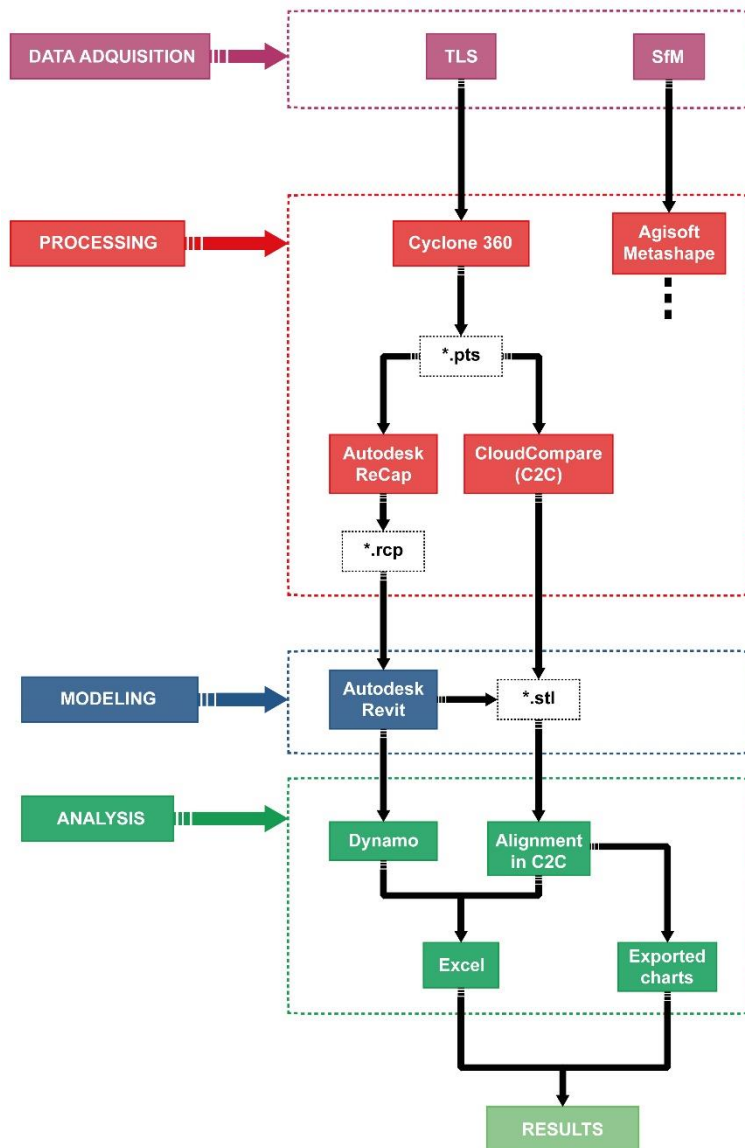 DATA ADQUISITION
TLS
SfM
PROCESSING
Cyclone 360
Agisoft
Metashape
*.pts
Autodesk
ReCap
CloudCompare
(C2C)
*.rcp
MODELING
Autodesk
Revit
*.stl
ANALYSIS
Dynamo
Alignment
in C2C
Excel
Exported
charts
RESULTS